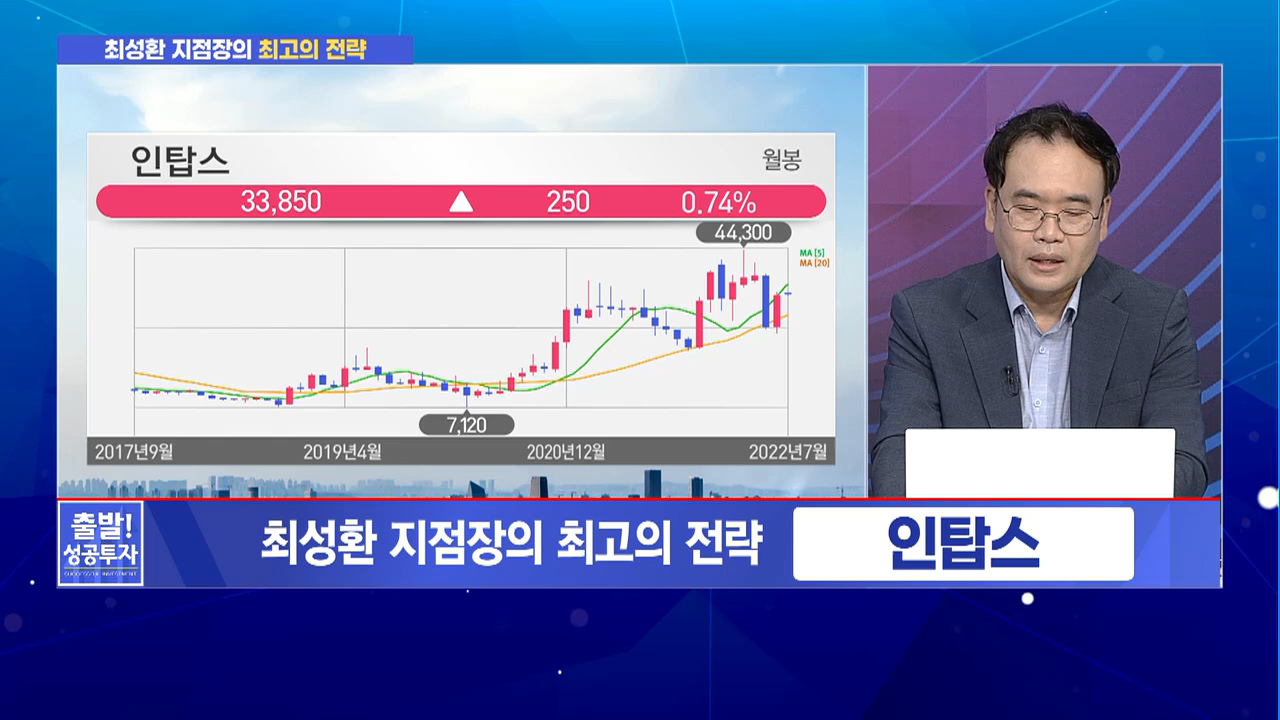 최성환 지점장의 최고의 전략
인탑스
월봉
33,850 ▲ 250 0.74%
44,300
MA [5]
MA [20]
7,120
2017년9월 2019년4월 2020년12월 2022년7월
출발!
성공투자
SUCCESSFUL INVESTMENT
최성환 지점장의 최고의 전략 인탑스